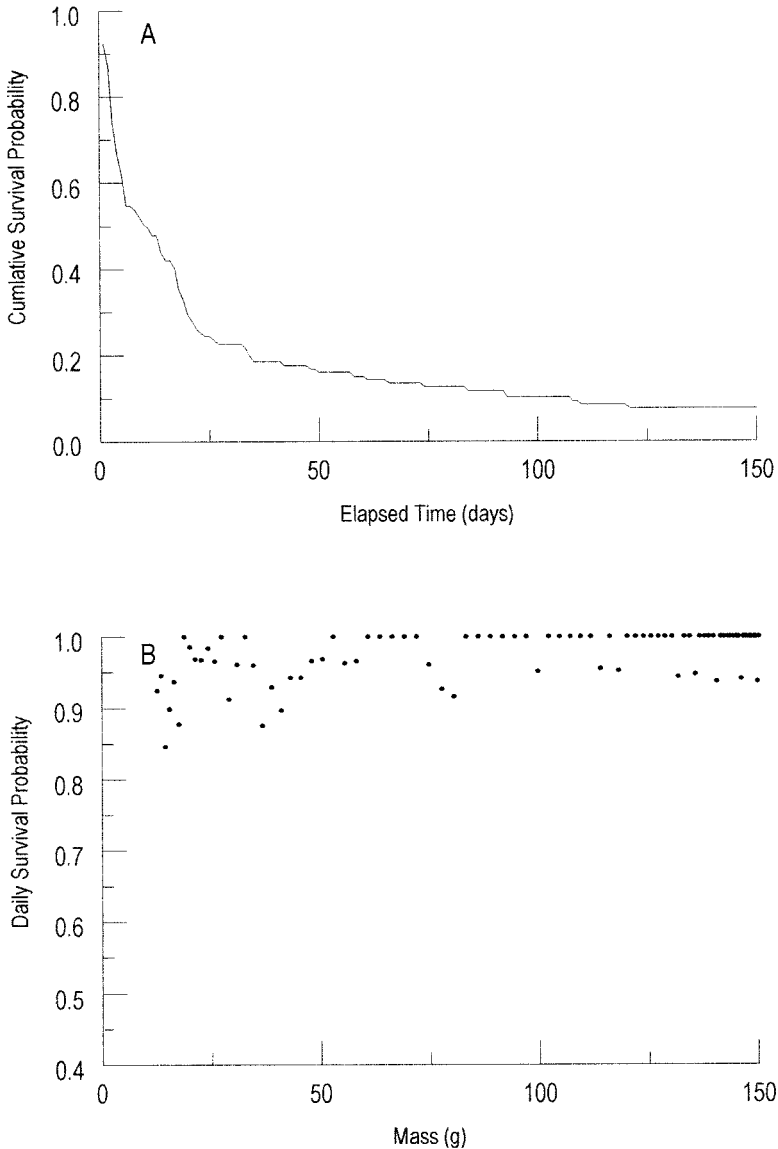 A
Cumlative Survival Probability
1.0
0.8
0.6
0.4
0.2
0.0
0 50 100 150
Elapsed Time (days)
B
Daily Survival Probability
1.0
0.9
0.8
0.7
0.6
0.5
0.4
0 50 100 150
Mass (g)